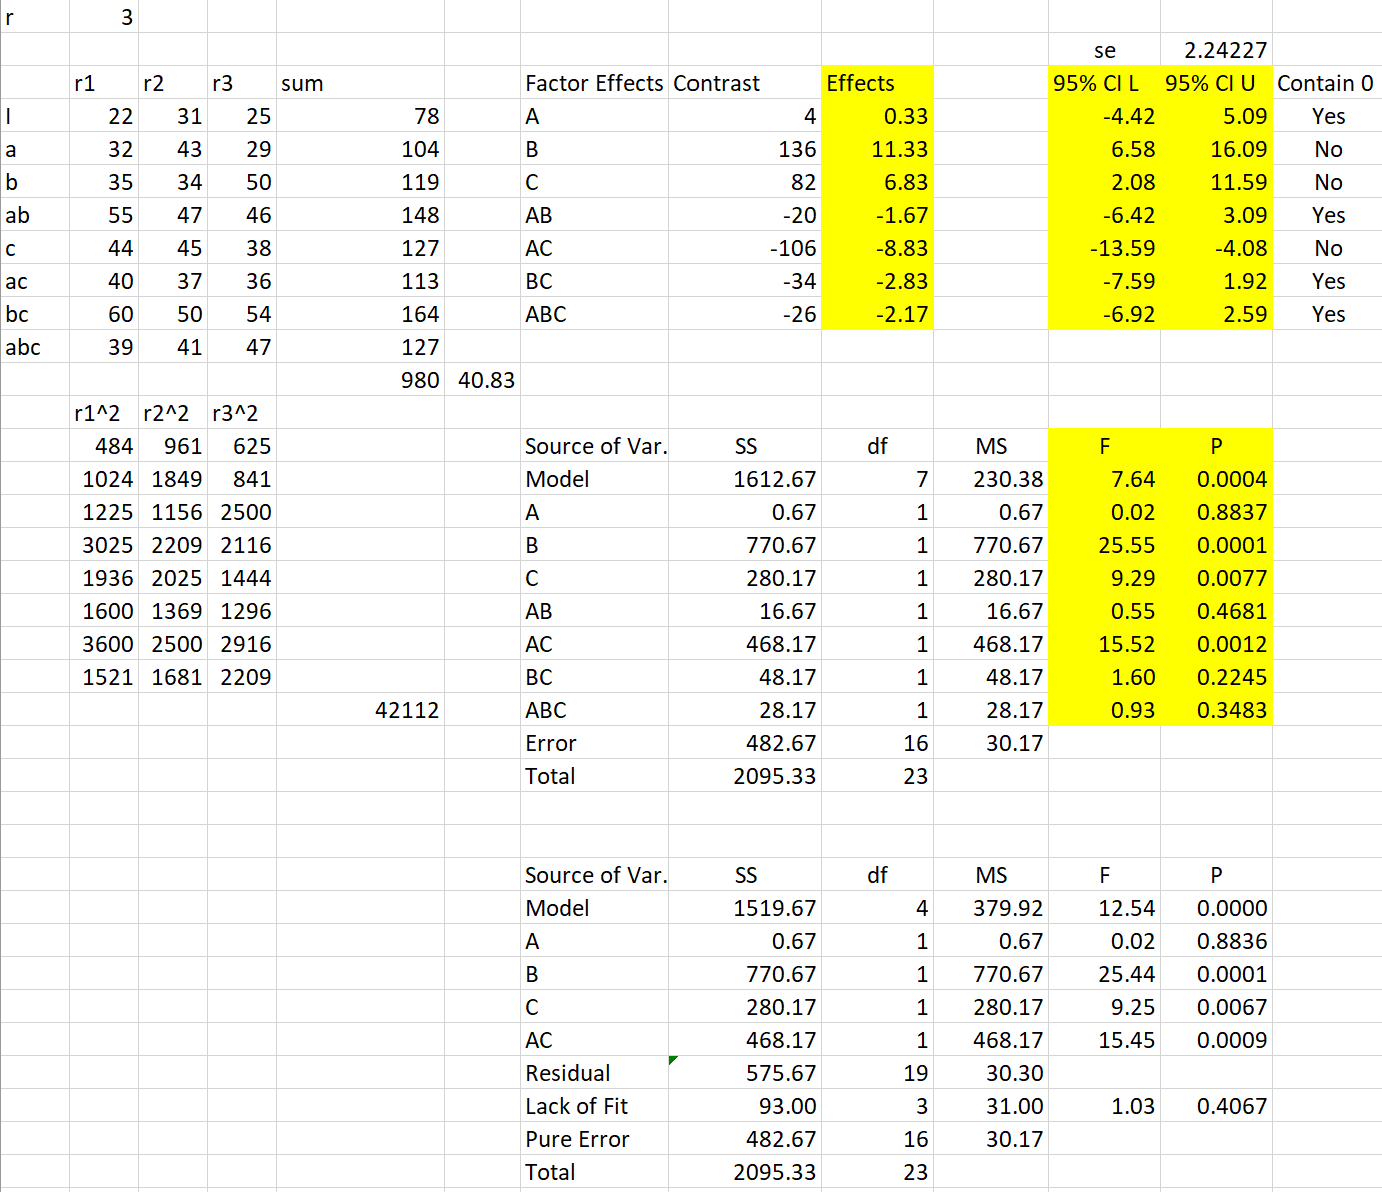 r 3
se 2.24227
r1 r2 r3 sum Factor Effects Contrast Effects 95% CI L 95% CI U Contain 0
I 22 31 25 78 A 4 0.33 -4.42 5.09 Yes
a 32 43 29 104 B 136 11.33 6.58 16.09 No
b 35 34 50 119 C 82 6.83 2.08 11.59 No
ab 55 47 46 148 AB -20 -1.67 -6.42 3.09 Yes
c 44 45 38 127 AC -106 -8.83 -13.59 -4.08 No
ac 40 37 36 113 BC -34 -2.83 -7.59 1.92 Yes
bc 60 50 54 164 ABC -26 -2.17 -6.92 2.59 Yes
abc 39 41 47 127
980 40.83
r1^2 r2^2 r3^2
484 961 625 Source of Var. SS df MS F P
1024 1849 841 Model 1612.67 7 230.38 7.64 0.0004
1225 1156 2500 A 0.67 1 0.67 0.02 0.8837
3025 2209 2116 B 770.67 1 770.67 25.55 0.0001
1936 2025 1444 C 280.17 1 280.17 9.29 0.0077
1600 1369 1296 AB 16.67 1 16.67 0.55 0.4681
3600 2500 2916 AC 468.17 1 468.17 15.52 0.0012
1521 1681 2209 BC 48.17 1 48.17 1.60 0.2245
42112 ABC 28.17 1 28.17 0.93 0.3483
Error 482.67 16 30.17
Total 2095.33 23
Source of Var. SS df MS F P
Model 1519.67 4 379.92 12.54 0.0000
A 0.67 1 0.67 0.02 0.8836
B 770.67 1 770.67 25.44 0.0001
C 280.17 1 280.17 9.25 0.0067
AC 468.17 1 468.17 15.45 0.0009
Residual 575.67 19 30.30
Lack of Fit 93.00 3 31.00 1.03 0.4067
Pure Error 482.67 16 30.17
Total 2095.33 23